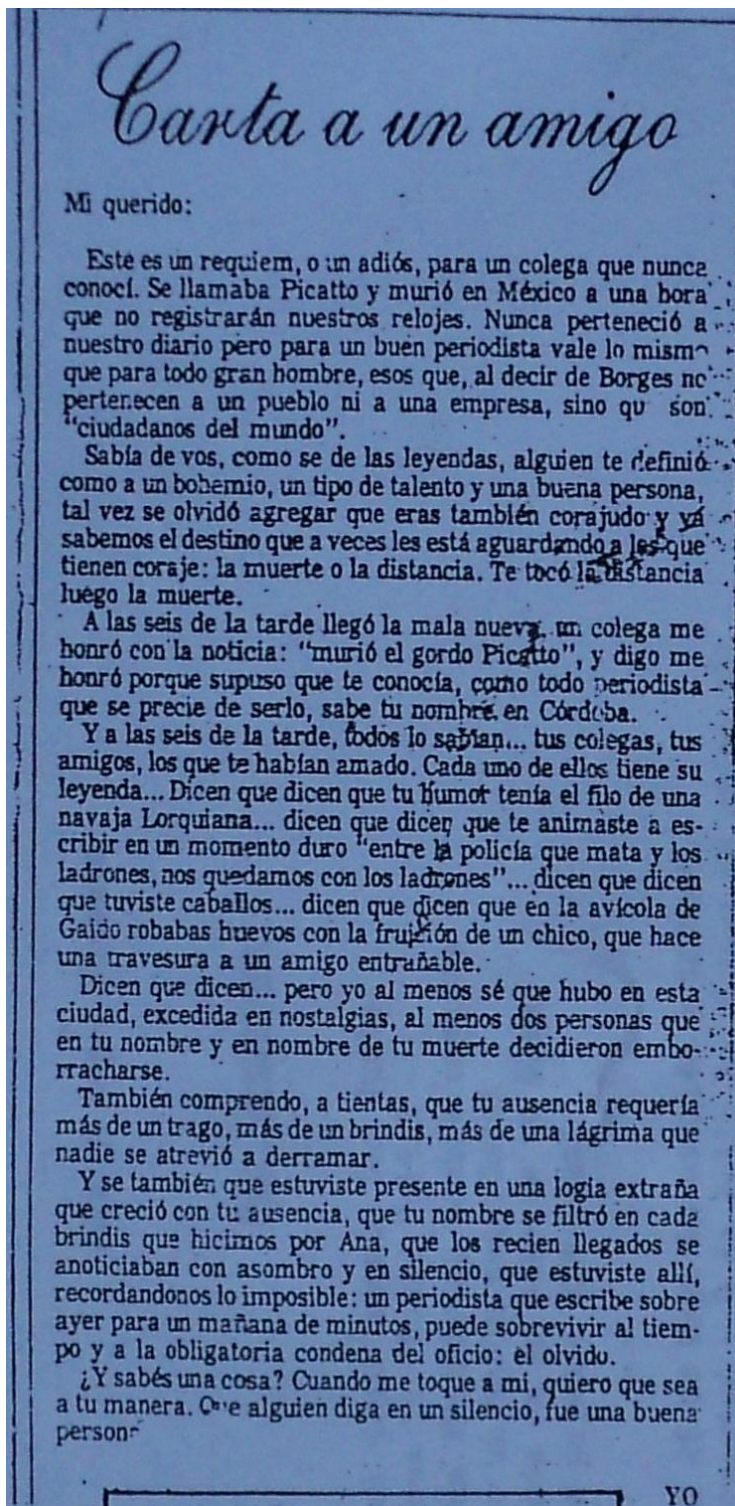 Carta a un amigo
Mi querido:
Este es un requiem, o un adiós, para un colega que nunca
conocí. Se llamaba Picatto y murió en México a una hora
que no registrarán nuestros relojes. Nunca perteneció a
nuestro diario pero para un buen periodista vale lo mismo
que para todo gran hombre, esos que, al decir de Borges no
pertenecen a un pueblo ni a una empresa, sino qu son
"ciudadanos del mundo".
Sabía de vos, como se de las leyendas, alguien te definió
como a un bohemio, un tipo de talento y una buena persona,
tal vez se olvidó agregar que eras también corajudo y ya
sabemos el destino que a veces les está aguardando a los que
tienen coraje: la muerte o la distancia. Te tocó la distancia
luego la muerte.
A las seis de la tarde llegó la mala nueva, un colega me
honró con la noticia: "murió el gordo Picatto", y digo me
honró porque supuso que te conocía, como todo periodista
que se precie de serlo, sabe tu nombre en Córdoba.
Y a las seis de la tarde, todos lo sabían... tus colegas, tus
amigos, los que te habían amado. Cada uno de ellos tiene su
leyenda... Dicen que dicen que tu humor tenía el filo de una
navaja Lorquiana... dicen que dicen que te animaste a es-
cribir en un momento duro "entre la policía que mata y los
ladrones, nos quedamos con los ladrones"... dicen que dicen
que tuviste caballos... dicen que dicen que en la avícola de
Gaido robabas huevos con la fruición de un chico, que hace
una travesura a un amigo entrañable.
Dicen que dicen... pero yo al menos sé que hubo en esta
ciudad, excedida en nostalgias, al menos dos personas que
en tu nombre y en nombre de tu muerte decidieron embo-
rracharse.
También comprendo, a tientas, que tu ausencia requería
más de un trago, más de un brindis, más de una lágrima que
nadie se atrevió a derramar.
Y se también que estuviste presente en una logia extraña
que creció con tu ausencia, que tu nombre se filtró en cada
brindis que hicimos por Ana, que los recien llegados se
anoticiaban con asombro y en silencio, que estuviste allí,
recordandonos lo imposible: un periodista que escribe sobre
ayer para un mañana de minutos, puede sobrevivir al tiem-
po y a la obligatoria condena del oficio: el olvido.
¿Y sabés una cosa? Cuando me toque a mi, quiero que sea
a tu manera. Que alguien diga en un silencio, fue una buena
persona
YO